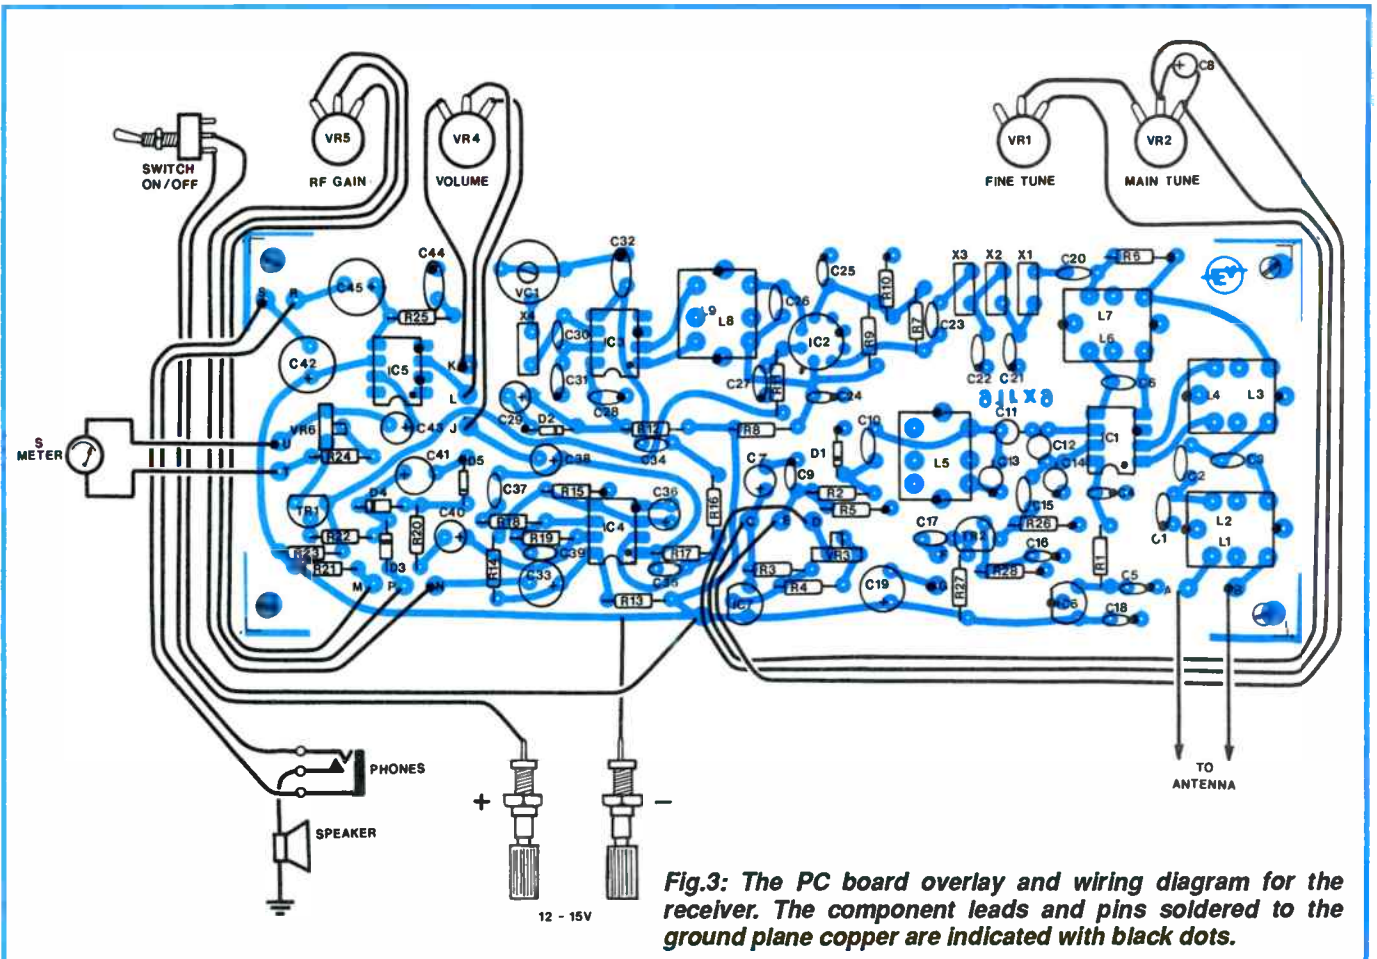 C8
VR5
VR4
VR1
VR2
SWITCH
ON/OFF
RF GAIN
VOLUME
FINE TUNE
MAIN TUNE
C44
C32
C25
X3
X2
X1
C20
R6
S
R
C45
VC1
R10
L7
R25
X4
C30
IC3
L9
L8
C26
IC2
R9
R7
C23
L6
C42
IC5
K
C31
C27
R11
C22
C21
C6
L
C29
C28
C24
L4
L3
VR6
C43
J
D2
R12
R8
C10
C11
IC1
S
METER
U
T
R24
C41
D5
C38
C34
C7
C9
D1
L5
C12
C13
C14
C2
C3
D4
C37
R15
C36
R16
R2
R5
C15
C4
TR1
C40
R18
IC4
C
E
D
C17
TR2
R26
C1
L2
R22
R20
R19
C39
R17
VR3
F
C16
L1
R23
R21
D3
R14
C33
C35
R3
R4
C19
G
R27
R28
R1
C5
M
P
N
R13
IC7
IC6
C18
A
B
PHONES
TO
ANTENNA
+
−
SPEAKER
12 - 15V
Fig.3: The PC board overlay and wiring diagram for the
receiver. The component leads and pins soldered to the
ground plane copper are indicated with black dots.